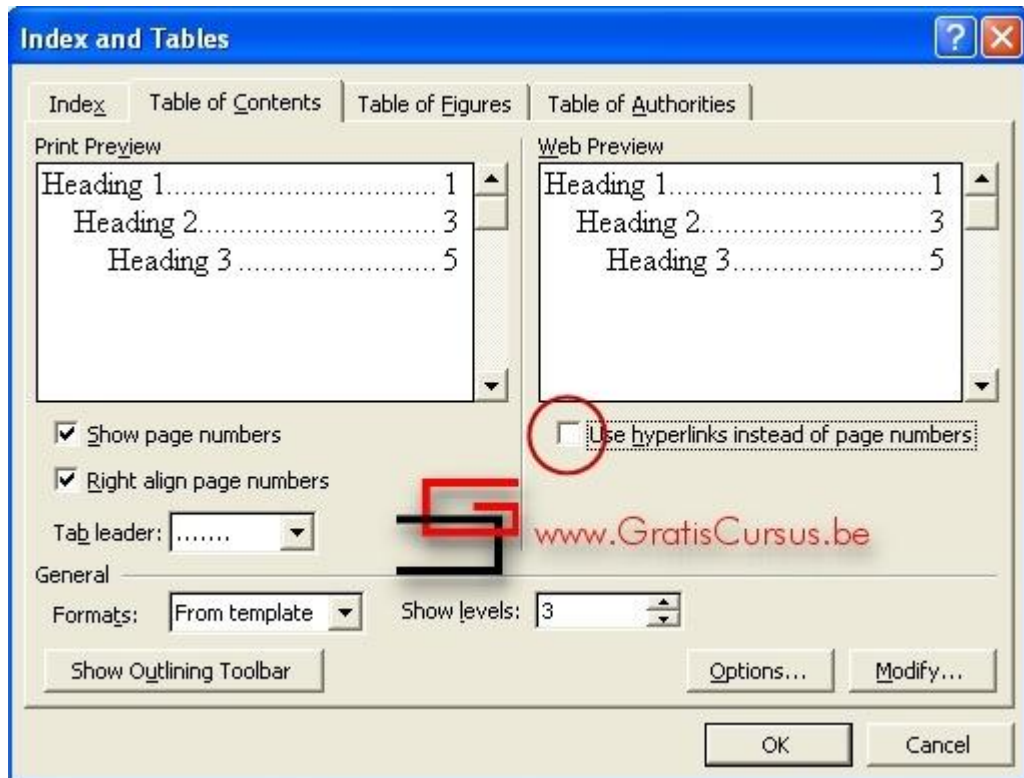 Index and Tables
Index Table of Contents Table of Figures Table of Authorities
Print Preview
Heading 1.................................. 1
Heading 2............................... 3
Heading 3......................... 5
Web Preview
Heading 1.................................. 1
Heading 2............................ 3
Heading 3........................ 5
Show page numbers
Right align page numbers
Tab leader: .......
Use hyperlinks instead of page numbers
www.GratisCursus.be
General
Formats: From template Show levels: 3
Show Outlining Toolbar Options... Modify...
OK Cancel